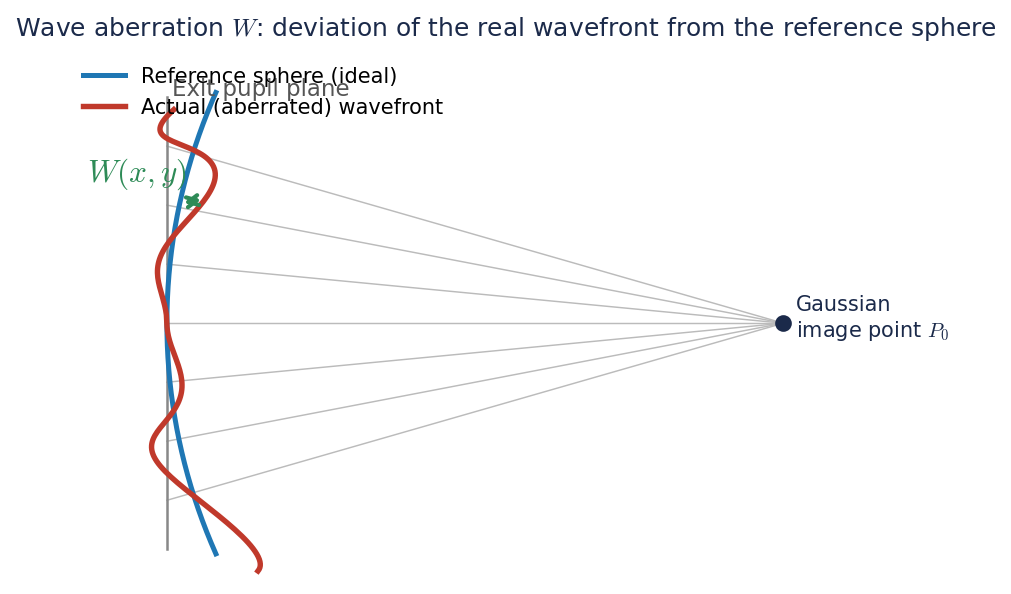 Wave aberration W: deviation of the real wavefront from the reference sphere
Reference sphere (ideal)
Exit pupil plane
Actual (aberrated) wavefront
W(x, y)
Gaussian
image point P₀